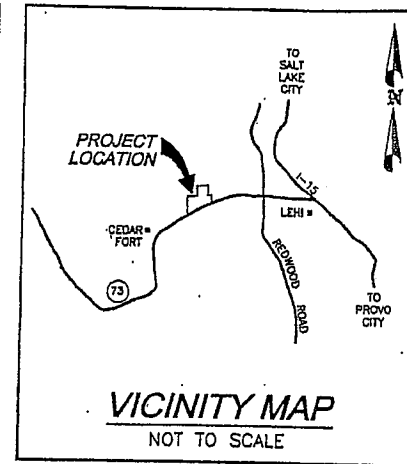 TO
SALT
LAKE
CITY
N
PROJECT
LOCATION
I-15
LEHI
CEDAR
FORT
REDWOOD
ROAD
73
TO
PROVO
CITY
VICINITY MAP
NOT TO SCALE